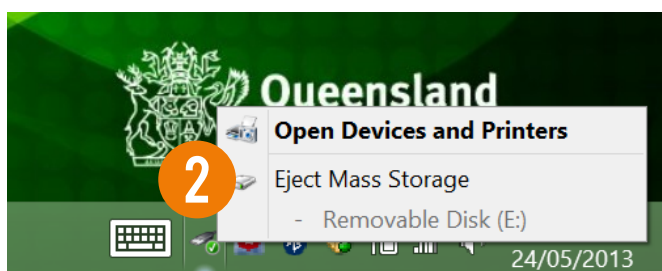 Queensland
Open Devices and Printers
2
Eject Mass Storage
- Removable Disk (E:)
24/05/2013